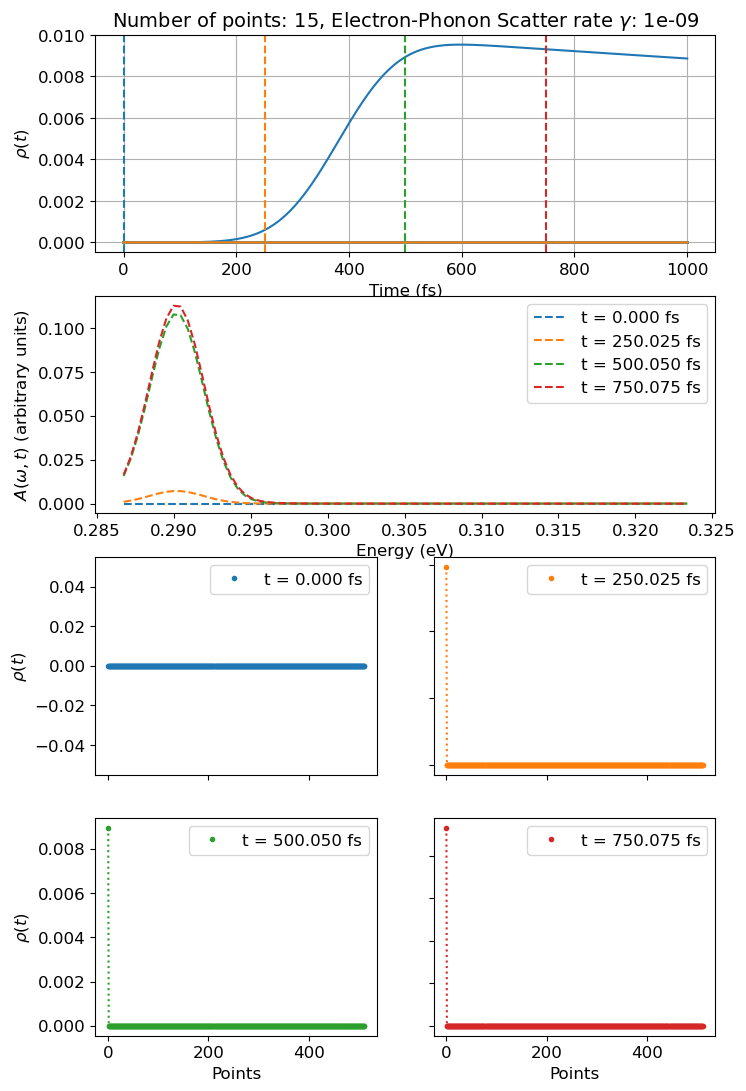 Number of points: 15, Electron-Phonon Scatter rate γ: 1e-09
0.010
0.008
0.006
0.004
0.002
0.000
ρ(t)
0 200 400 600 800 1000
Time (fs)
0.100
0.075
0.050
0.025
0.000
A(ω, t) (arbitrary units)
t = 0.000 fs
t = 250.025 fs
t = 500.050 fs
t = 750.075 fs
0.285 0.290 0.295 0.300 0.305 0.310 0.315 0.320 0.325
Energy (eV)
0.04
0.02
0.00
−0.02
−0.04
ρ(t)
t = 0.000 fs
t = 250.025 fs
0.008
0.006
0.004
0.002
0.000
ρ(t)
t = 500.050 fs
0 200 400
Points
t = 750.075 fs
0 200 400
Points